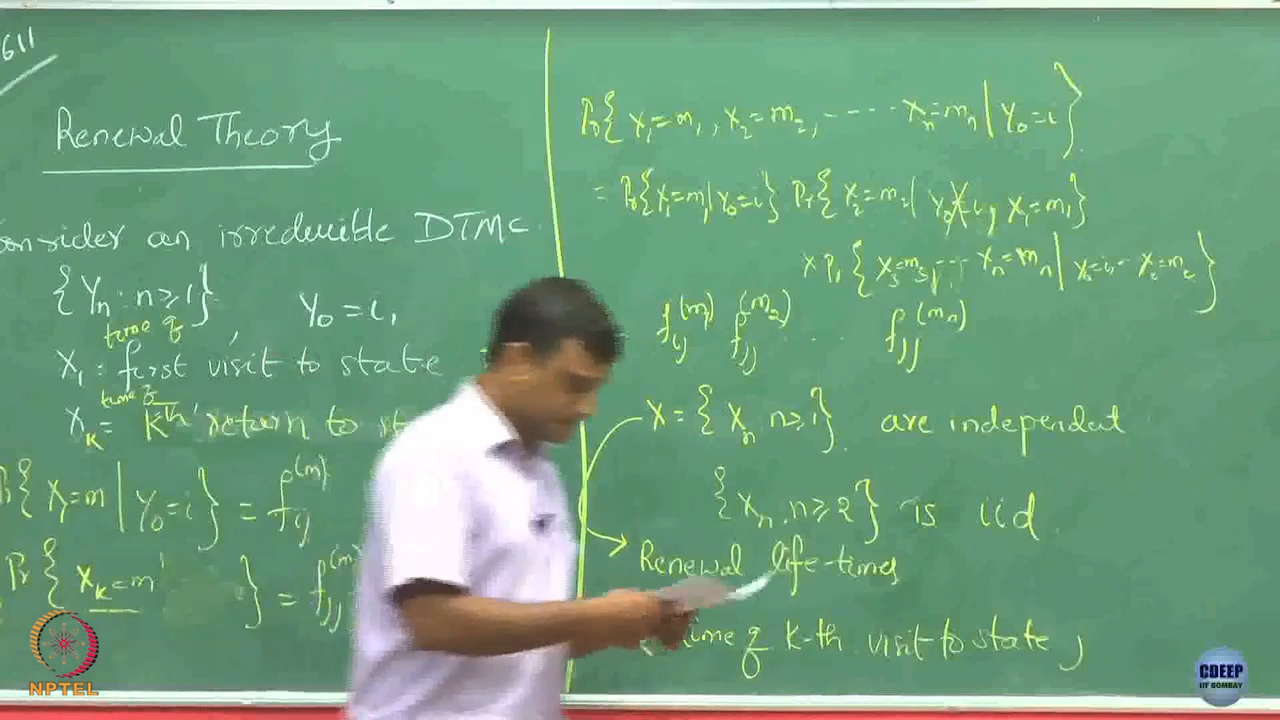 611
Renewal Theory
onsider an irreducible DTMC
{Yn : n ≥ 1}, Y0 = i,
time of
X1 = first visit to state
time of
Xk = kth return to st
Pr{X1 = m | Y0 = i} = fij^(m)
Pr{Xk = m } = fjj^(m)
Pr{X1 = m1, X2 = m2, ------ Xn = mn | Y0 = i}
= Pr{X1 = m1 | Y0 = i} Pr{X2 = m2 | Y0 = i, X1 = m1}
× Pr{X3 = m3, --- Xn = mn | Y0 = i, -- X2 = m2}
fij^(m1) fjj^(m2) . . . . fjj^(mn)
X = {Xn n ≥ 1} are independent
{Xn, n ≥ 2} is iid
Renewal life-times
time of k-th visit to state j
NPTEL
CDEEP
IIT BOMBAY